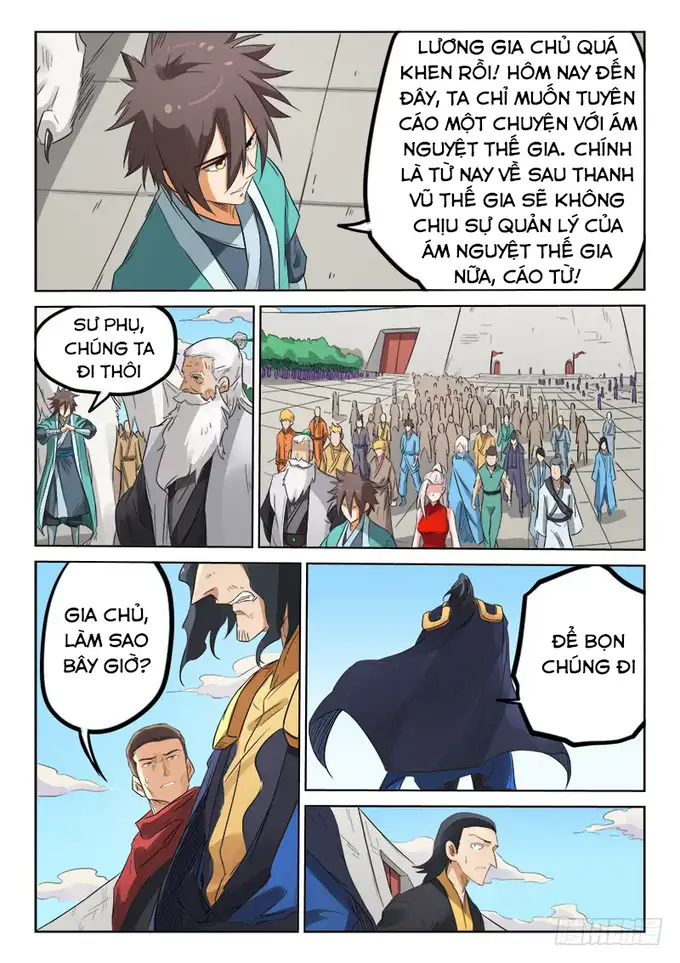 LƯƠNG GIA CHỦ QUÁ
KHEN RỒI! HÔM NAY ĐẾN
ĐÂY, TA CHỈ MUỐN TUYÊN
CÁO MỘT CHUYỆN VỚI ÁM
NGUYỆT THẾ GIA. CHÍNH
LÀ TỪ NAY VỀ SAU THANH
VŨ THẾ GIA SẼ KHÔNG
CHỊU SỰ QUẢN LÝ CỦA
ÁM NGUYỆT THẾ GIA
NỮA, CÁO TỪ!
SƯ PHỤ,
CHÚNG TA
ĐI THÔI
GIA CHỦ,
LÀM SAO
BÂY GIỜ?
ĐỂ BỌN
CHÚNG ĐI